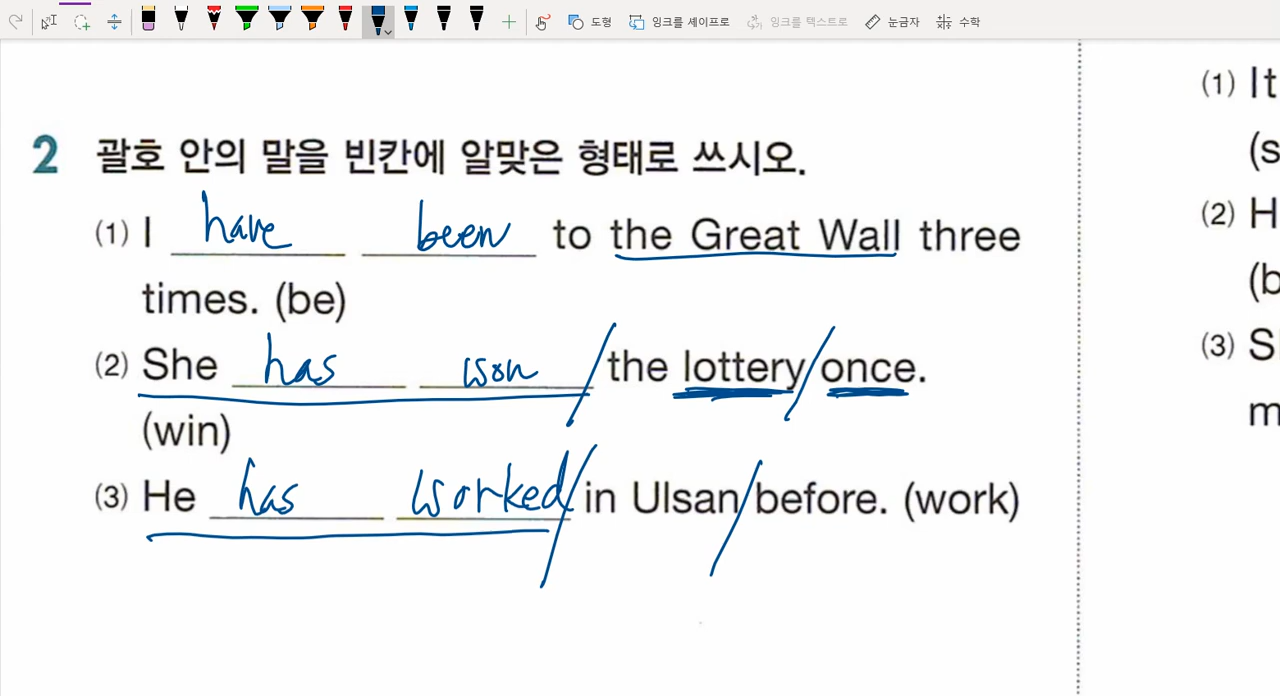 도형 잉크를 셰이프로 잉크를 텍스트로 눈금자 수학
2 괄호 안의 말을 빈칸에 알맞은 형태로 쓰시오.
(1) I have been to the Great Wall three
times. (be)
(2) She has won / the lottery / once.
(win)
(3) He has worked / in Ulsan / before. (work)
(1) It
(s
(2) H
(b
(3) S
m